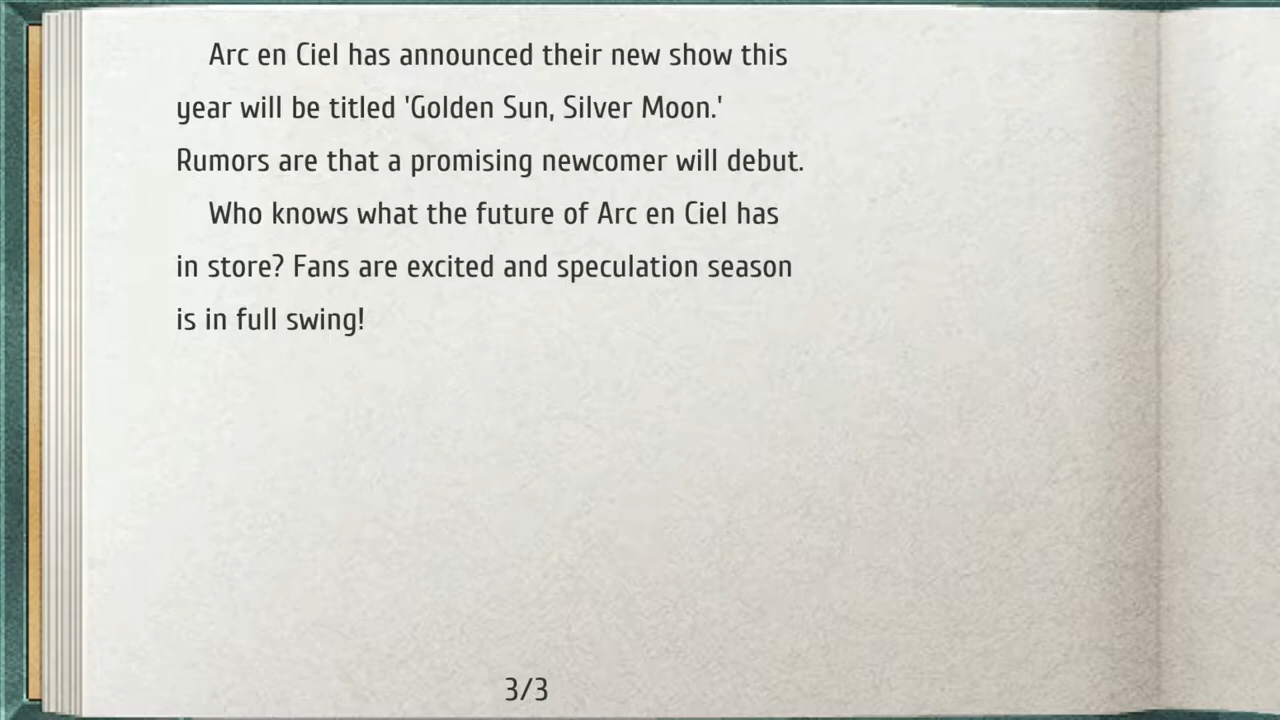 Arc en Ciel has announced their new show this
year will be titled 'Golden Sun, Silver Moon.'
Rumors are that a promising newcomer will debut.
Who knows what the future of Arc en Ciel has
in store? Fans are excited and speculation season
is in full swing!
3/3